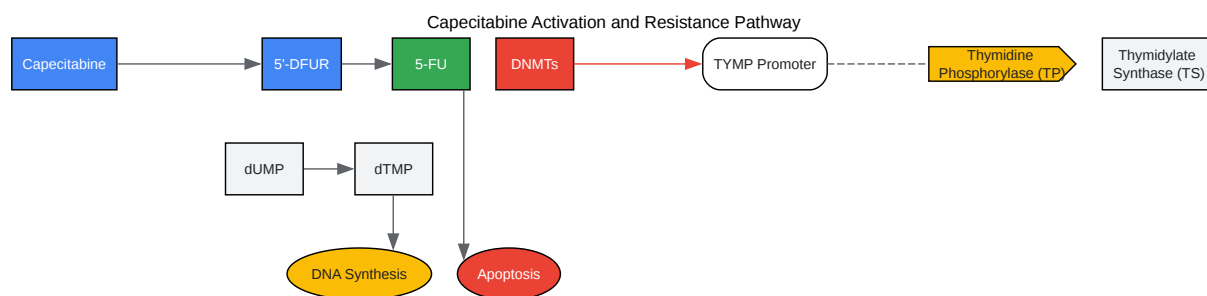 Capecitabine Activation and Resistance Pathway
Capecitabine
5'-DFUR
5-FU
DNMTs
TYMP Promoter
Thymidine
Phosphorylase (TP)
Thymidylate
Synthase (TS)
dUMP
dTMP
DNA Synthesis
Apoptosis